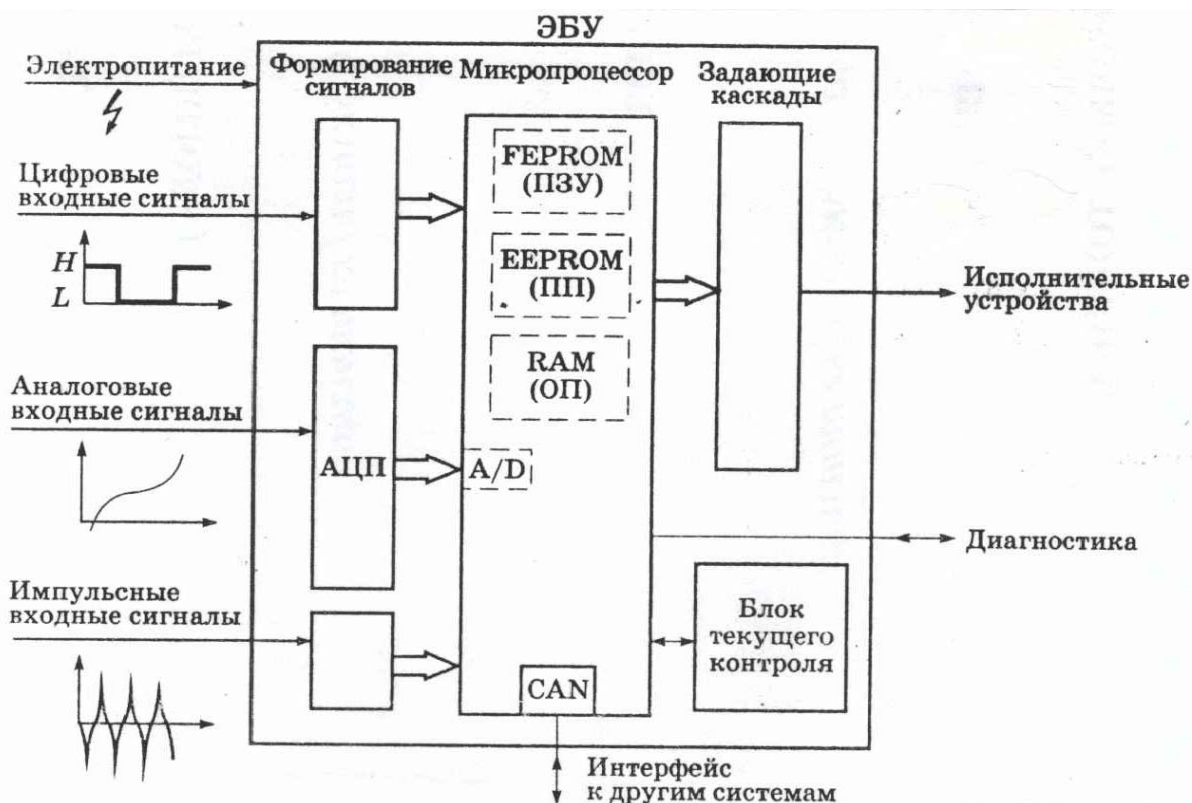 ЭБУ
Электропитание
Формирование
сигналов
Микропроцессор
Задающие
каскады
FEPROM
(ПЗУ)
Цифровые
входные сигналы
H
L
EEPROM
(ПП)
Исполнительные
устройства
RAM
(ОП)
Аналоговые
входные сигналы
АЦП
A/D
Диагностика
Импульсные
входные сигналы
Блок
текущего
контроля
CAN
Интерфейс
к другим системам